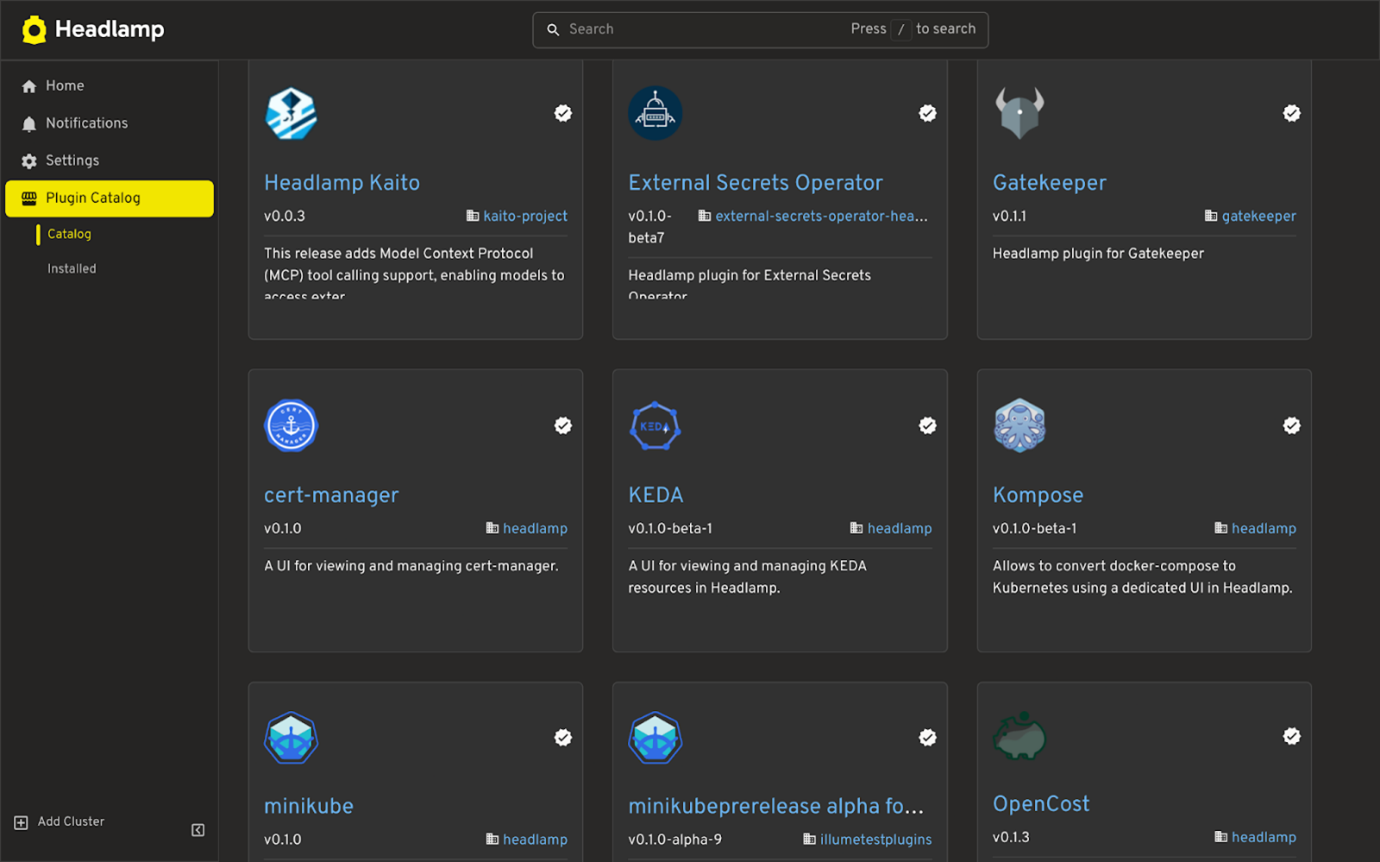 Headlamp
Search
Press / to search
Home
Notifications
Settings
Plugin Catalog
Catalog
Installed
Add Cluster
Headlamp Kaito
v0.0.3
kaito-project
This release adds Model Context Protocol
(MCP) tool calling support, enabling models to
access exter
External Secrets Operator
v0.1.0-
beta7
external-secrets-operator-hea...
Headlamp plugin for External Secrets
Operator
Gatekeeper
v0.1.1
gatekeeper
Headlamp plugin for Gatekeeper
CERT
MANAGER
cert-manager
v0.1.0
headlamp
A UI for viewing and managing cert-manager.
KEDA
KEDA
v0.1.0-beta-1
headlamp
A UI for viewing and managing KEDA
resources in Headlamp.
Kompose
v0.1.0-beta-1
headlamp
Allows to convert docker-compose to
Kubernetes using a dedicated UI in Headlamp.
minikube
v0.1.0
headlamp
minikubeprerelease alpha fo...
v0.1.0-alpha-9
illumetestplugins
OpenCost
v0.1.3
headlamp